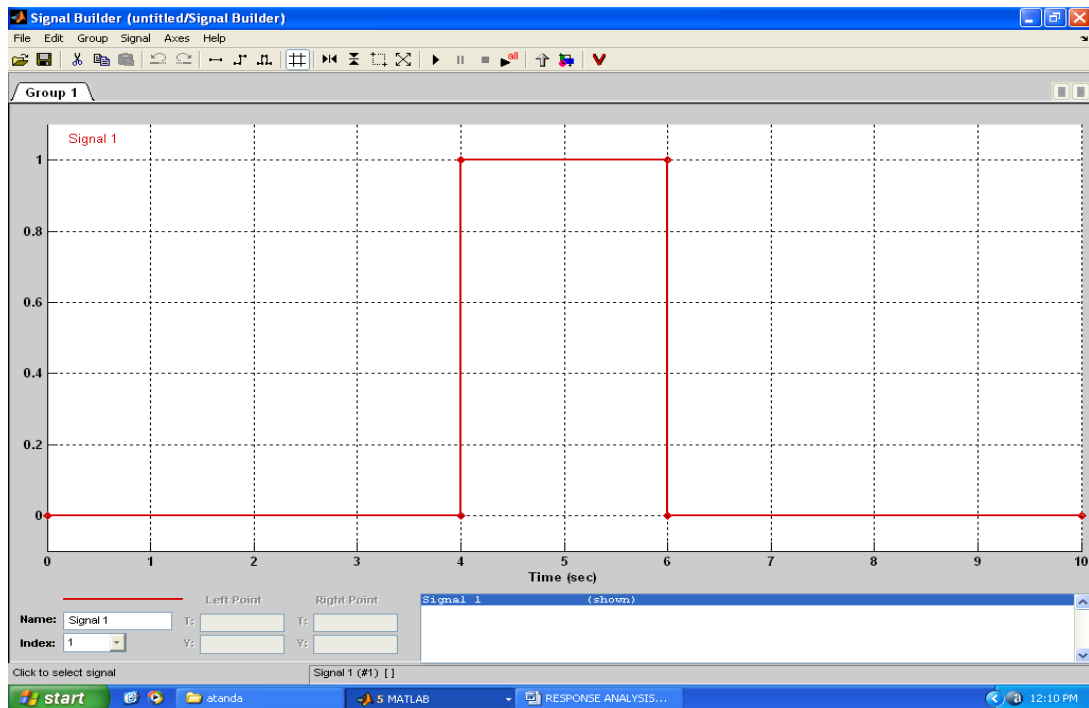 Signal Builder (untitled/Signal Builder)
File Edit Group Signal Axes Help
all
Group 1
Signal 1
1
0.8
0.6
0.4
0.2
0
0 1 2 3 4 5 6 7 8 9 10
Time (sec)
Left Point Right Point
Name: Signal 1 T: T:
Index: 1 Y: Y:
Signal 1 (shown)
Click to select signal Signal 1 (#1) [ ]
start atanda 5 MATLAB RESPONSE ANALYSIS... 12:10 PM